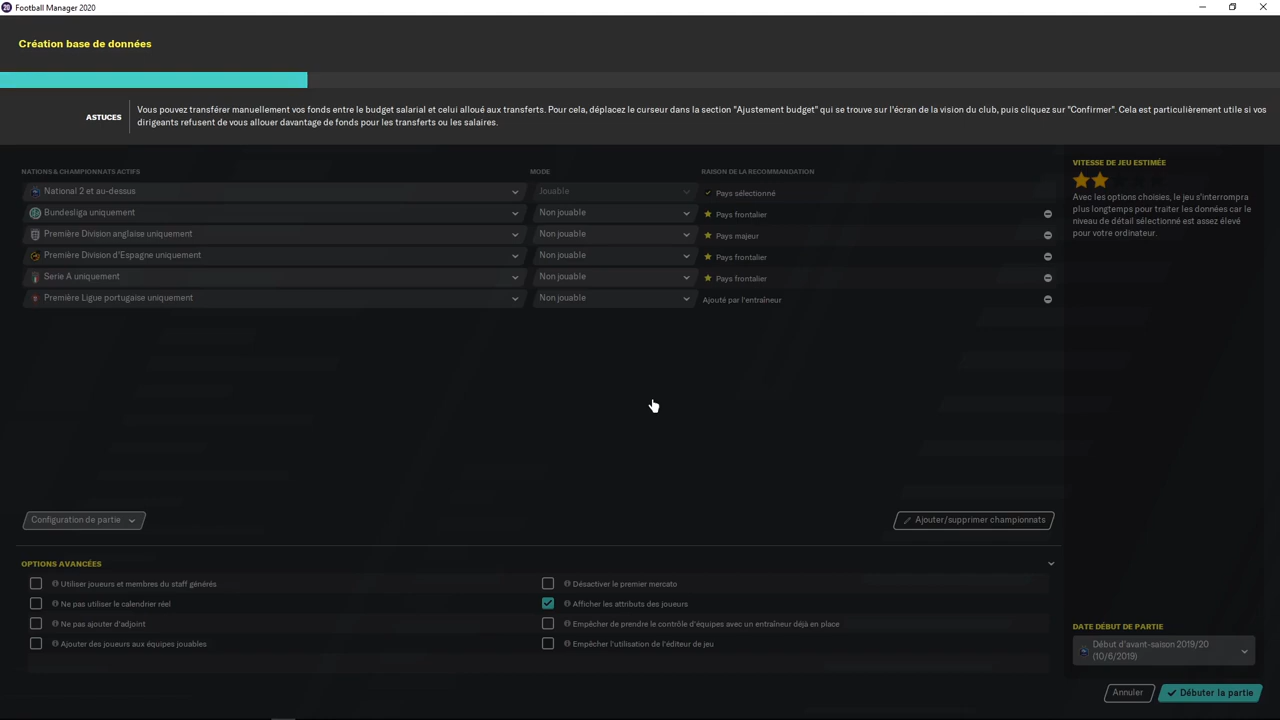 20 Football Manager 2020
Création base de données
ASTUCES
Vous pouvez transférer manuellement vos fonds entre le budget salarial et celui alloué aux transferts. Pour cela, déplacez le curseur dans la section "Ajustement budget" qui se trouve sur l'écran de la vision du club, puis cliquez sur "Confirmer". Cela est particulièrement utile si vos
dirigeants refusent de vous allouer davantage de fonds pour les transferts ou les salaires.
NATIONS & CHAMPIONNATS ACTIFS MODE RAISON DE LA RECOMMANDATION
National 2 et au-dessus Jouable Pays sélectionné
Bundesliga uniquement Non jouable Pays frontalier
Première Division anglaise uniquement Non jouable Pays majeur
Première Division d'Espagne uniquement Non jouable Pays frontalier
Serie A uniquement Non jouable Pays frontalier
Première Ligue portugaise uniquement Non jouable Ajouté par l'entraîneur
VITESSE DE JEU ESTIMÉE
Avec les options choisies, le jeu s'interrompra
plus longtemps pour traiter les données car le
niveau de détail sélectionné est assez élevé
pour votre ordinateur.
Configuration de partie
Ajouter/supprimer championnats
OPTIONS AVANCÉES
Utiliser joueurs et membres du staff générés
Désactiver le premier mercato
Ne pas utiliser le calendrier réel
Afficher les attributs des joueurs
Ne pas ajouter d'adjoint
Empêcher de prendre le contrôle d'équipes avec un entraîneur déjà en place
Ajouter des joueurs aux équipes jouables
Empêcher l'utilisation de l'éditeur de jeu
DATE DÉBUT DE PARTIE
Début d'avant-saison 2019/20
(10/6/2019)
Annuler
Débuter la partie